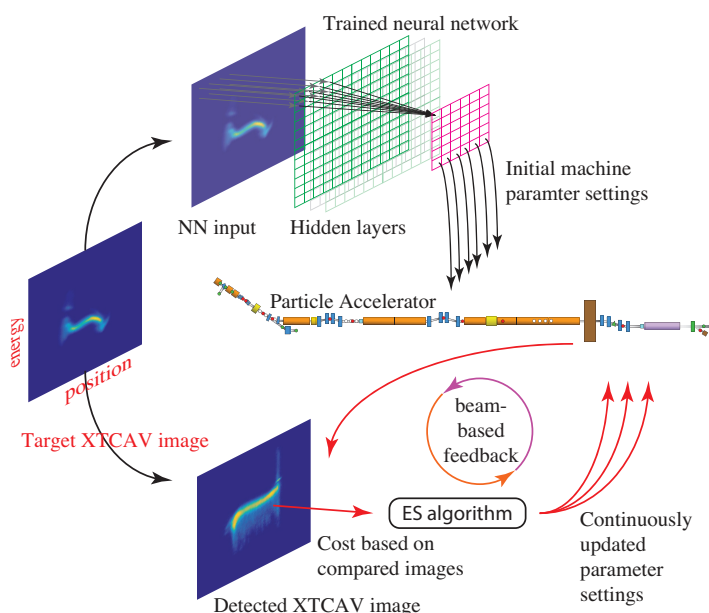 Trained neural network
NN input
Hidden layers
Initial machine
paramter settings
Particle Accelerator
energy
position
Target XTCAV image
beam-
based
feedback
ES algorithm
Cost based on
compared images
Continuously
updated
parameter
settings
Detected XTCAV image